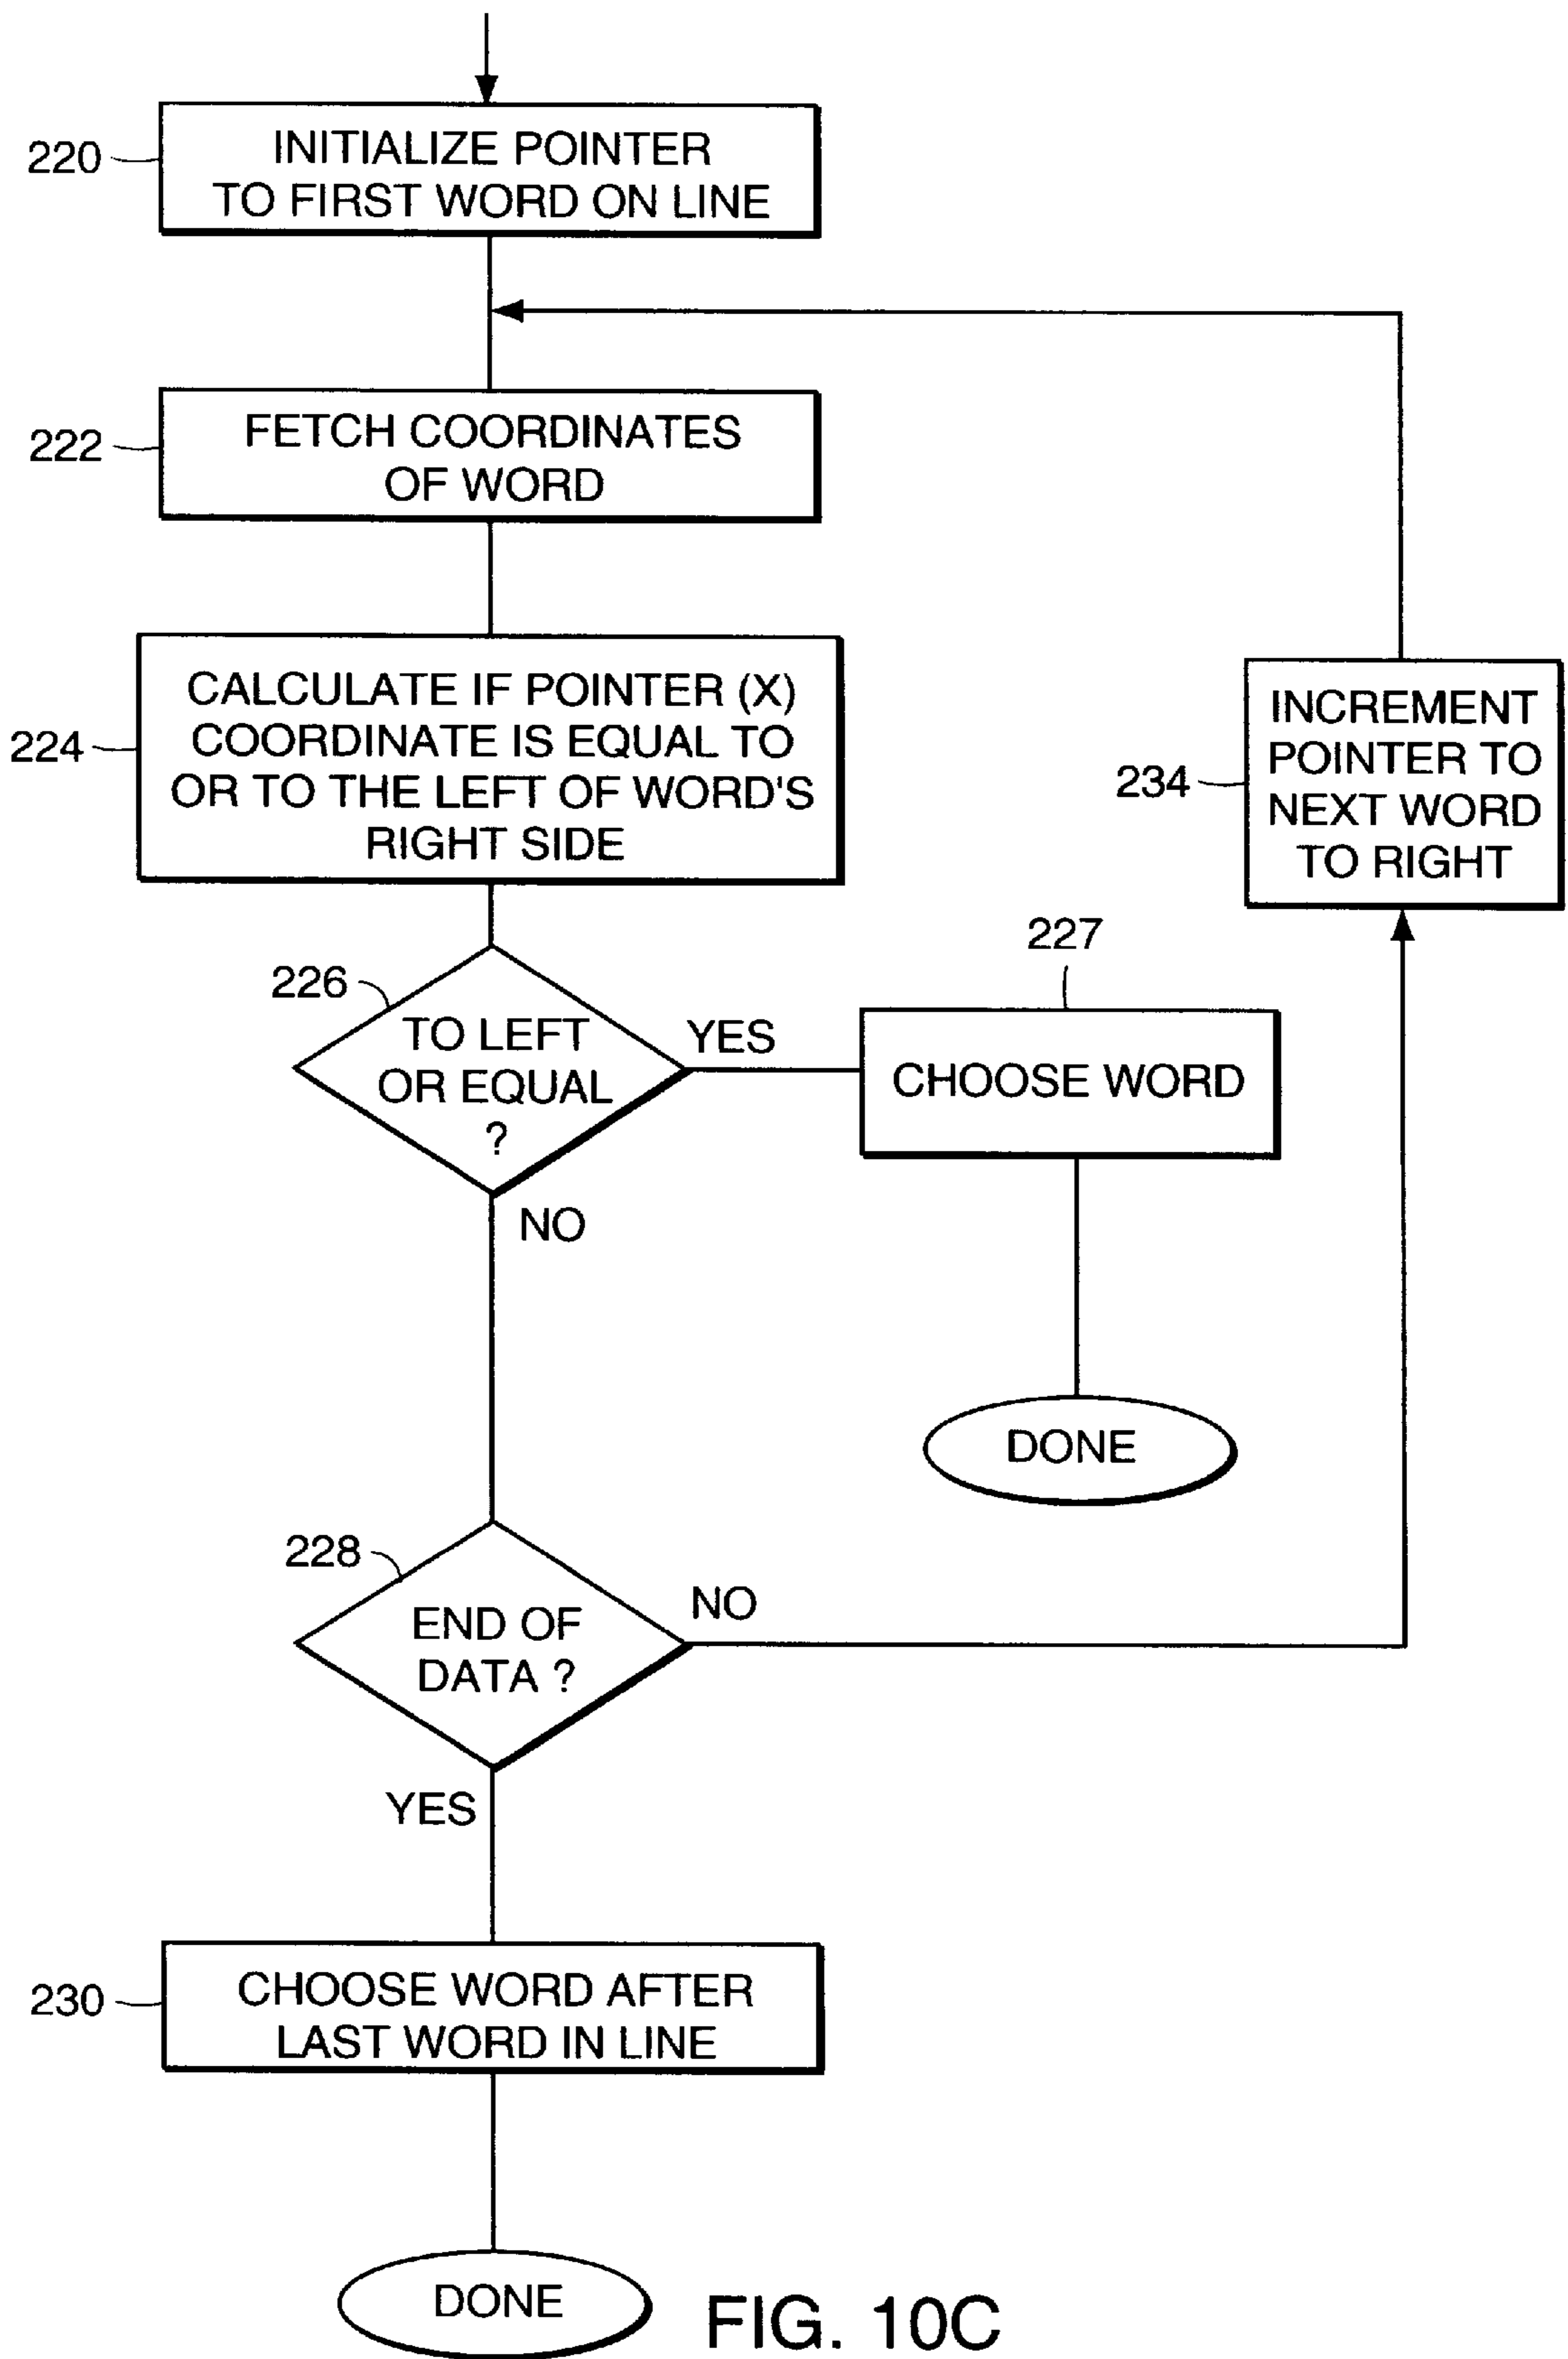 220
INITIALIZE POINTER
TO FIRST WORD ON LINE
222
FETCH COORDINATES
OF WORD
224
CALCULATE IF POINTER (X)
COORDINATE IS EQUAL TO
OR TO THE LEFT OF WORD'S
RIGHT SIDE
234
INCREMENT
POINTER TO
NEXT WORD
TO RIGHT
226
TO LEFT
OR EQUAL
?
YES
227
CHOOSE WORD
NO
DONE
228
END OF
DATA ?
NO
YES
230
CHOOSE WORD AFTER
LAST WORD IN LINE
DONE
FIG. 10C